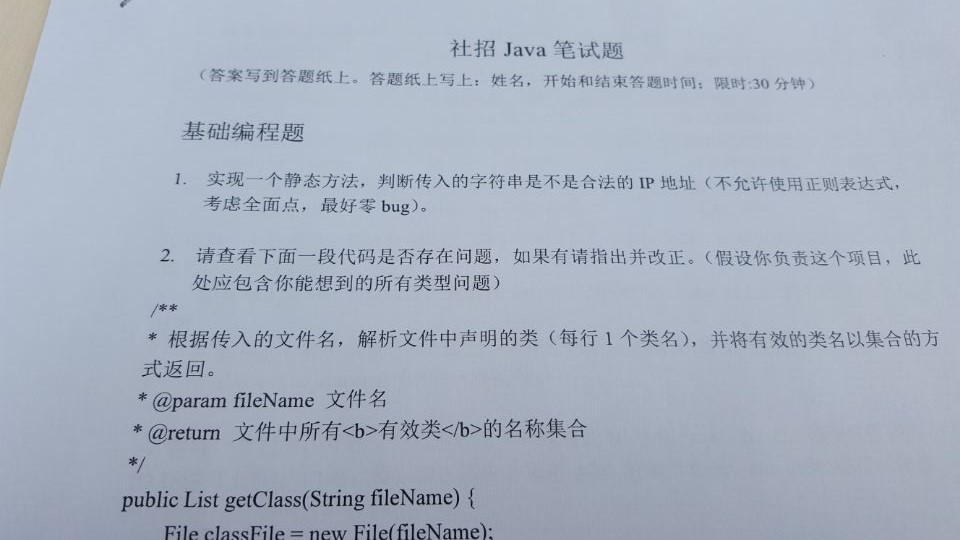 社招 Java 笔试题
（答案写到答题纸上。答题纸上写上：姓名，开始和结束答题时间；限时:30 分钟）
基础编程题
1. 实现一个静态方法，判断传入的字符串是不是合法的 IP 地址（不允许使用正则表达式，
考虑全面点，最好零 bug）。
2. 请查看下面一段代码是否存在问题，如果有请指出并改正。（假设你负责这个项目，此
处应包含你能想到的所有类型问题）
/**
* 根据传入的文件名，解析文件中声明的类（每行 1 个类名），并将有效的类名以集合的方
式返回。
* @param fileName 文件名
* @return 文件中所有<b>有效类</b>的名称集合
*/
public List getClass(String fileName) {
File classFile = new File(fileName);